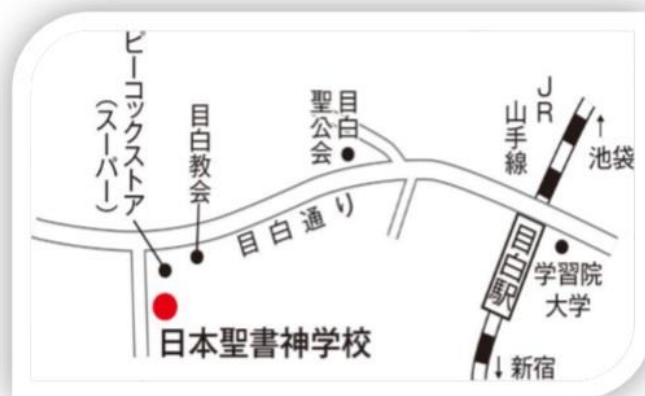 ピーコックストア
（スーパー）
目白教会
目白
聖公会
JR
山手線
↑
池袋
目白通り
目白駅
学習院
大学
日本聖書神学校
↓新宿